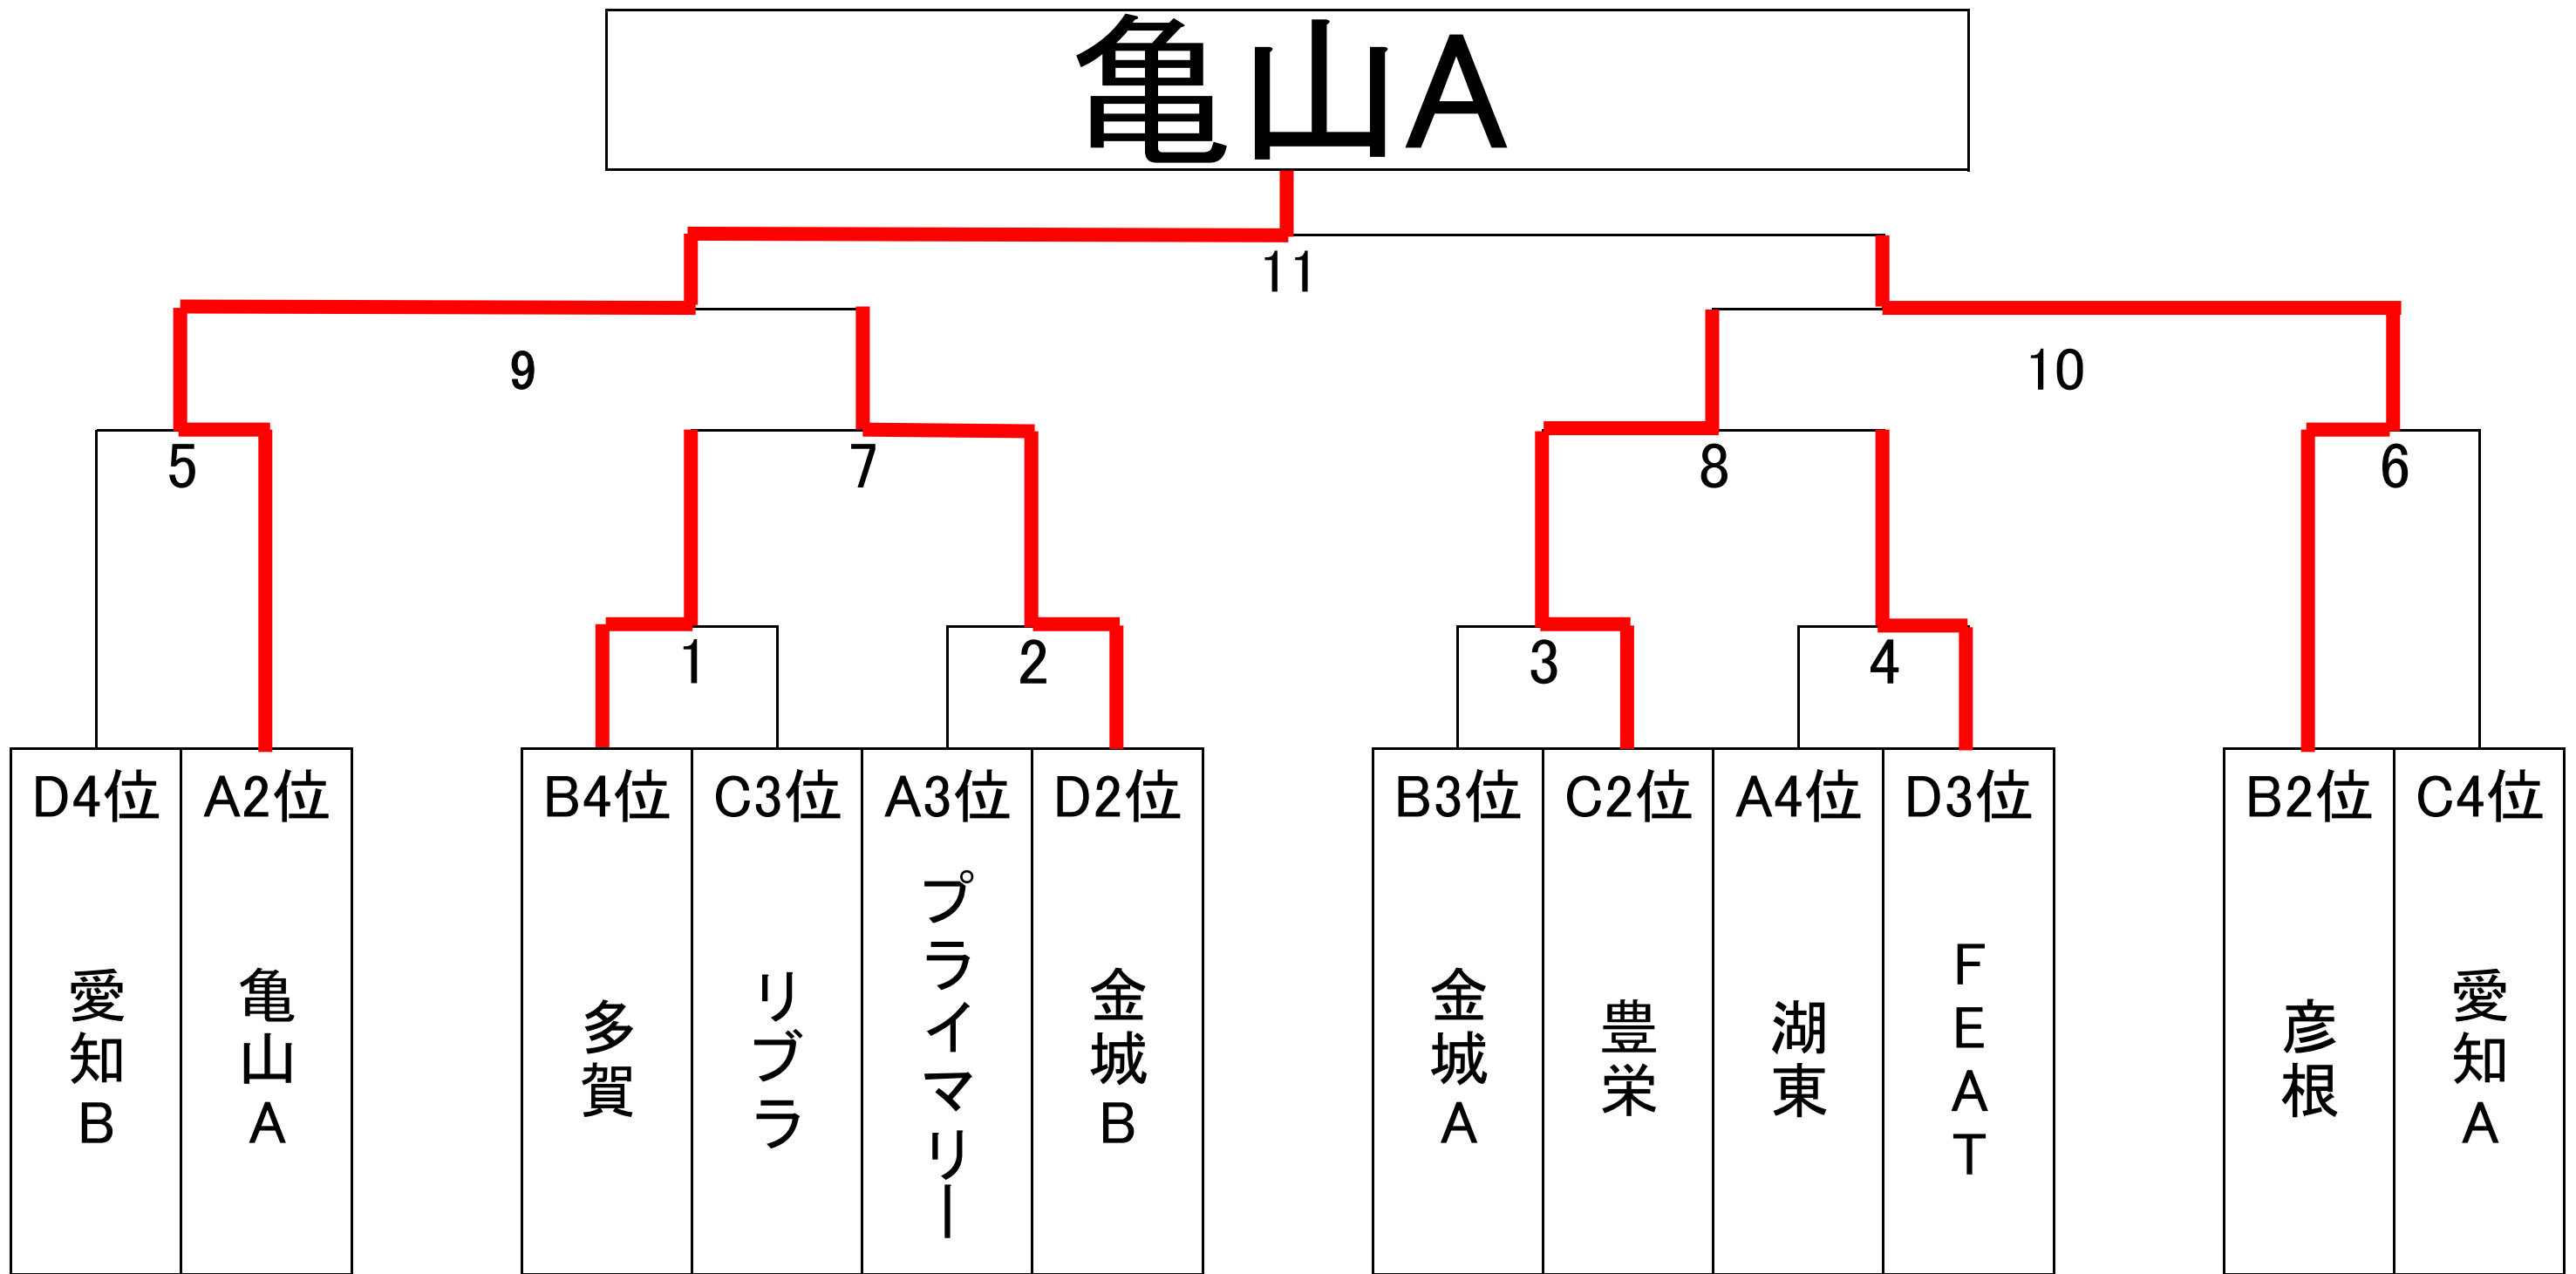 亀山A
11
9
10
5
7
8
6
1
2
3
4
D4位
A2位
B4位
C3位
A3位
D2位
B3位
C2位
A4位
D3位
B2位
C4位
愛知B
亀山A
多賀
リブラ
プライマリー
金城B
金城A
豊栄
湖東
FEAT
彦根
愛知A